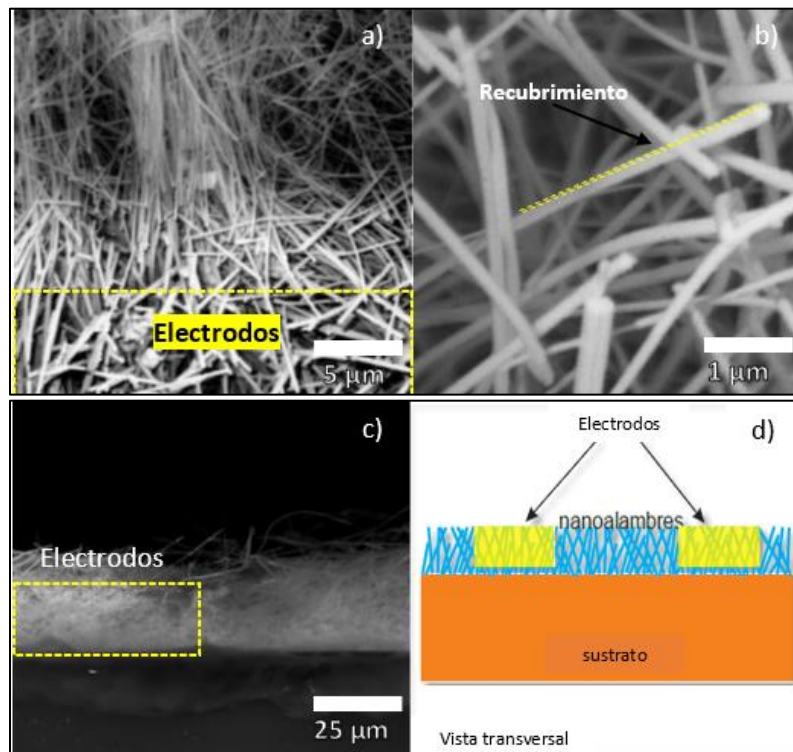 a)
Electrodos
5 µm
b)
Recubrimiento
1 µm
c)
Electrodos
25 µm
d)
Electrodos
nanoalambres
sustrato
Vista transversal